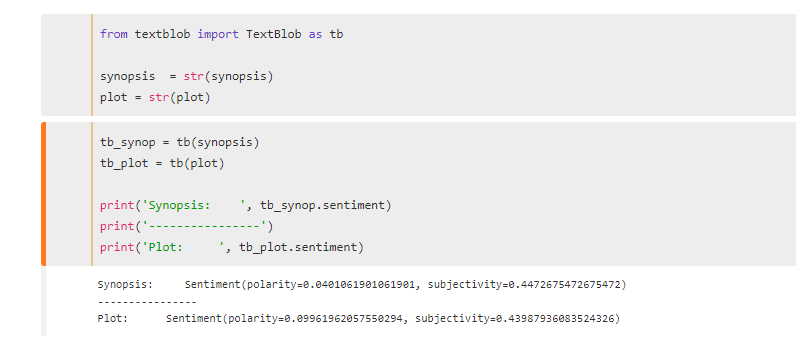 from textblob import TextBlob as tb
synopsis  = str(synopsis)
plot = str(plot)
tb_synop = tb(synopsis)
tb_plot = tb(plot)
print('Synopsis:    ', tb_synop.sentiment)
print('----------------')
print('Plot:     ', tb_plot.sentiment)
Synopsis:     Sentiment(polarity=0.0401061901061901, subjectivity=0.4472675472675472)
----------------
Plot:      Sentiment(polarity=0.09961962057550294, subjectivity=0.43987936083524326)